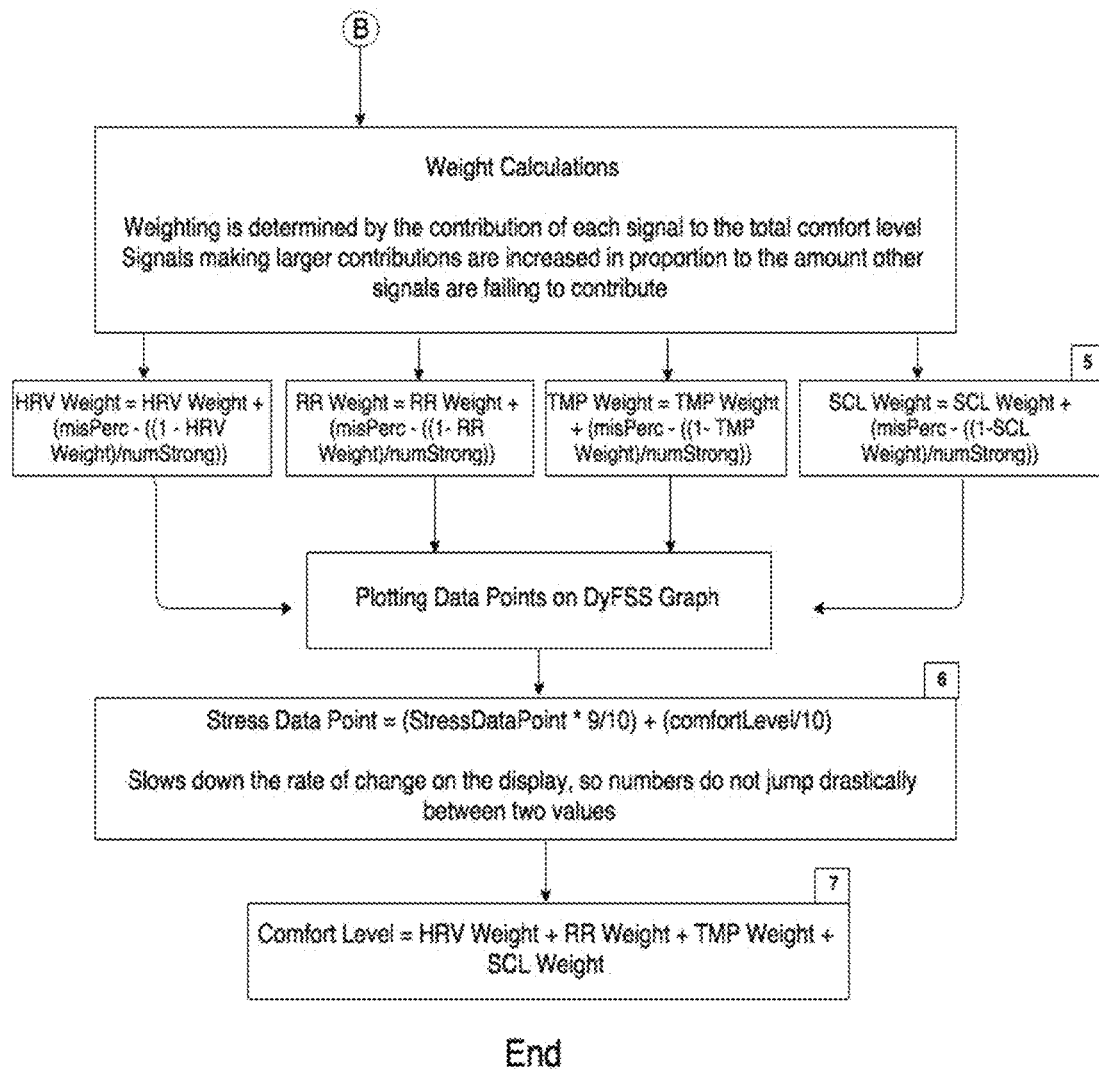 B
Weight Calculations
Weighting is determined by the contribution of each signal to the total comfort level
Signals making larger contributions are increased in proportion to the amount other
signals are failing to contribute
5
HRV Weight = HRV Weight +
(misPerc - ((1 - HRV
Weight)/numStrong))
RR Weight = RR Weight +
(misPerc - ((1- RR
Weight)/numStrong))
TMP Weight = TMP Weight
+ (misPerc - ((1- TMP
Weight)/numStrong))
SCL Weight = SCL Weight +
(misPerc - ((1-SCL
Weight)/numStrong))
Plotting Data Points on DyFSS Graph
6
Stress Data Point = (StressDataPoint * 9/10) + (comfortLevel/10)
Slows down the rate of change on the display, so numbers do not jump drastically
between two values
7
Comfort Level = HRV Weight + RR Weight + TMP Weight +
SCL Weight
End